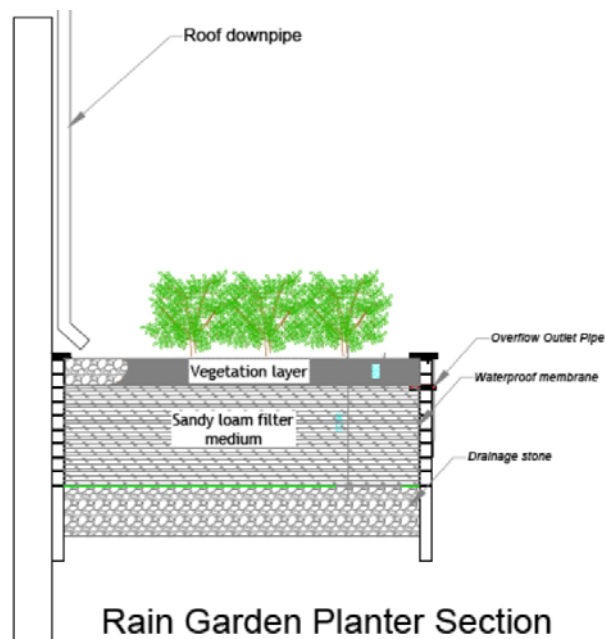 Roof downpipe
Overflow Outlet Pipe
Vegetation layer
Waterproof membrane
Sandy loam filter
medium
Drainage stone
Rain Garden Planter Section